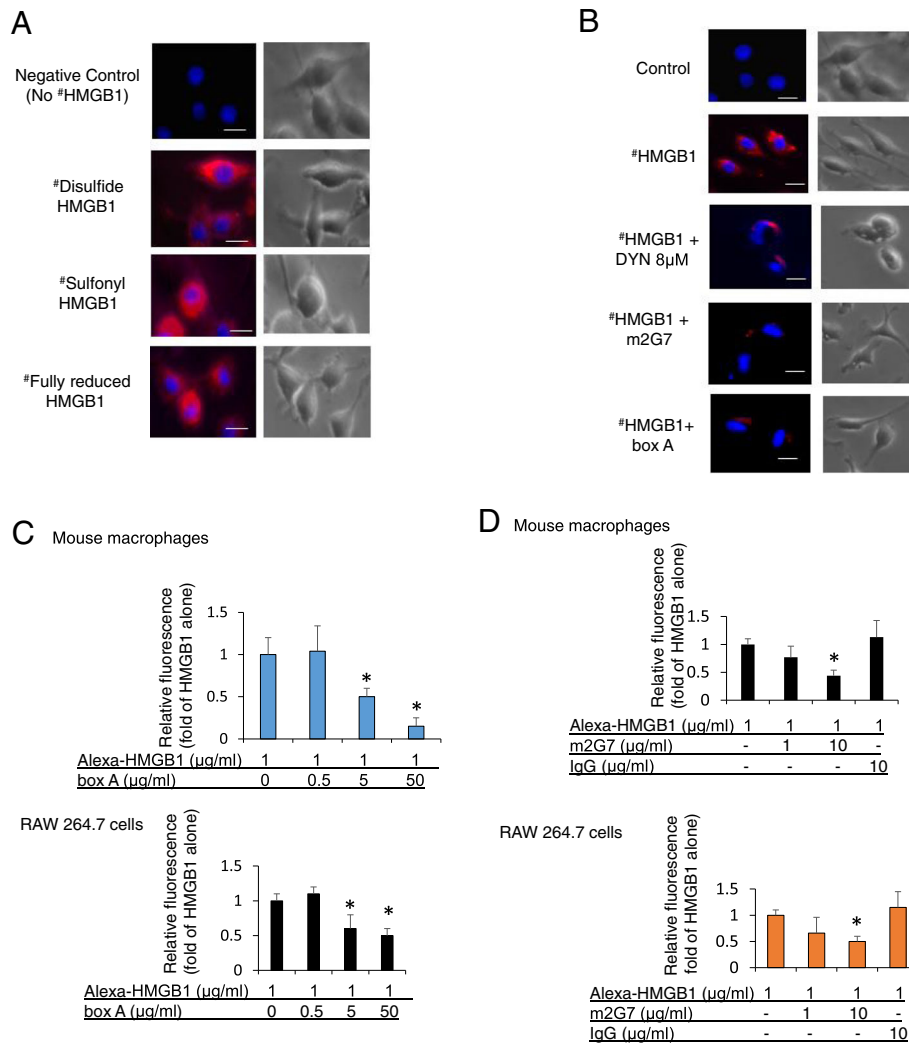 A
Negative Control
(No #HMGB1)
#Disulfide
HMGB1
#Sulfonyl
HMGB1
#Fully reduced
HMGB1
B
Control
#HMGB1
#HMGB1 +
DYN 8µM
#HMGB1 +
m2G7
#HMGB1+
box A
C
Mouse macrophages
Relative fluorescence
(fold of HMGB1 alone)
1.5
1
0.5
0
* *
Alexa-HMGB1 (µg/ml) 1 1 1 1
box A (µg/ml) 0 0.5 5 50
RAW 264.7 cells
Relative fluorescence
(fold of HMGB1 alone)
1.5
1
0.5
0
* *
Alexa-HMGB1 (µg/ml) 1 1 1 1
box A (µg/ml) 0 0.5 5 50
D
Mouse macrophages
Relative fluorescence
(fold of HMGB1 alone)
1.5
1
0.5
0
*
Alexa-HMGB1 (µg/ml) 1 1 1 1
m2G7 (µg/ml) - 1 10 -
IgG (µg/ml) - - - 10
RAW 264.7 cells
Relative fluorescence
fold of HMGB1 alone)
1.5
1
0.5
0
*
Alexa-HMGB1 (µg/ml) 1 1 1 1
m2G7 (µg/ml) - 1 10 -
IgG (µg/ml) - - - 10